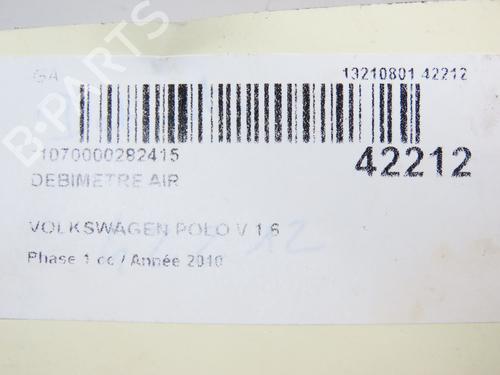 GA
13210801 42212
1070000282415
42212
DEBIMETRE AIR
VOLKSWAGEN POLO V 1.6
Phase 1 cc / Année 2010
B-PARTS